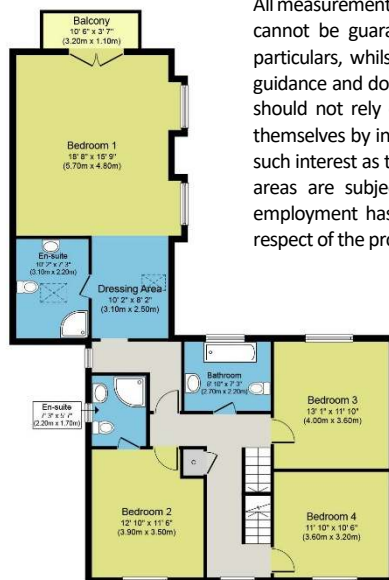 All measurement
cannot be guara
particulars, whils
guidance and do
should not rely
themselves by in
such interest as t
areas are subje
employment has
respect of the pro
Balcony
10' 6" x 3' 7"
(3.20m x 1.10m)
Bedroom 1
18' 8" x 15' 9"
(5.70m x 4.80m)
En-suite
10' 2" x 7' 3"
(3.10m x 2.20m)
Dressing Area
10' 2" x 8' 2"
(3.10m x 2.50m)
Bathroom
8' 10" x 7' 3"
(2.70m x 2.20m)
Bedroom 3
13' 1" x 11' 10"
(4.00m x 3.60m)
En-suite
7' 3" x 5' 7"
(2.20m x 1.70m)
Bedroom 2
12' 10" x 11' 6"
(3.90m x 3.50m)
Bedroom 4
11' 10" x 10' 6"
(3.60m x 3.20m)